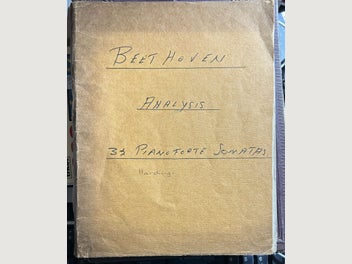 BEETHOVEN
ANALYSIS
32 PIANOFORTE SONATAS.
Harding